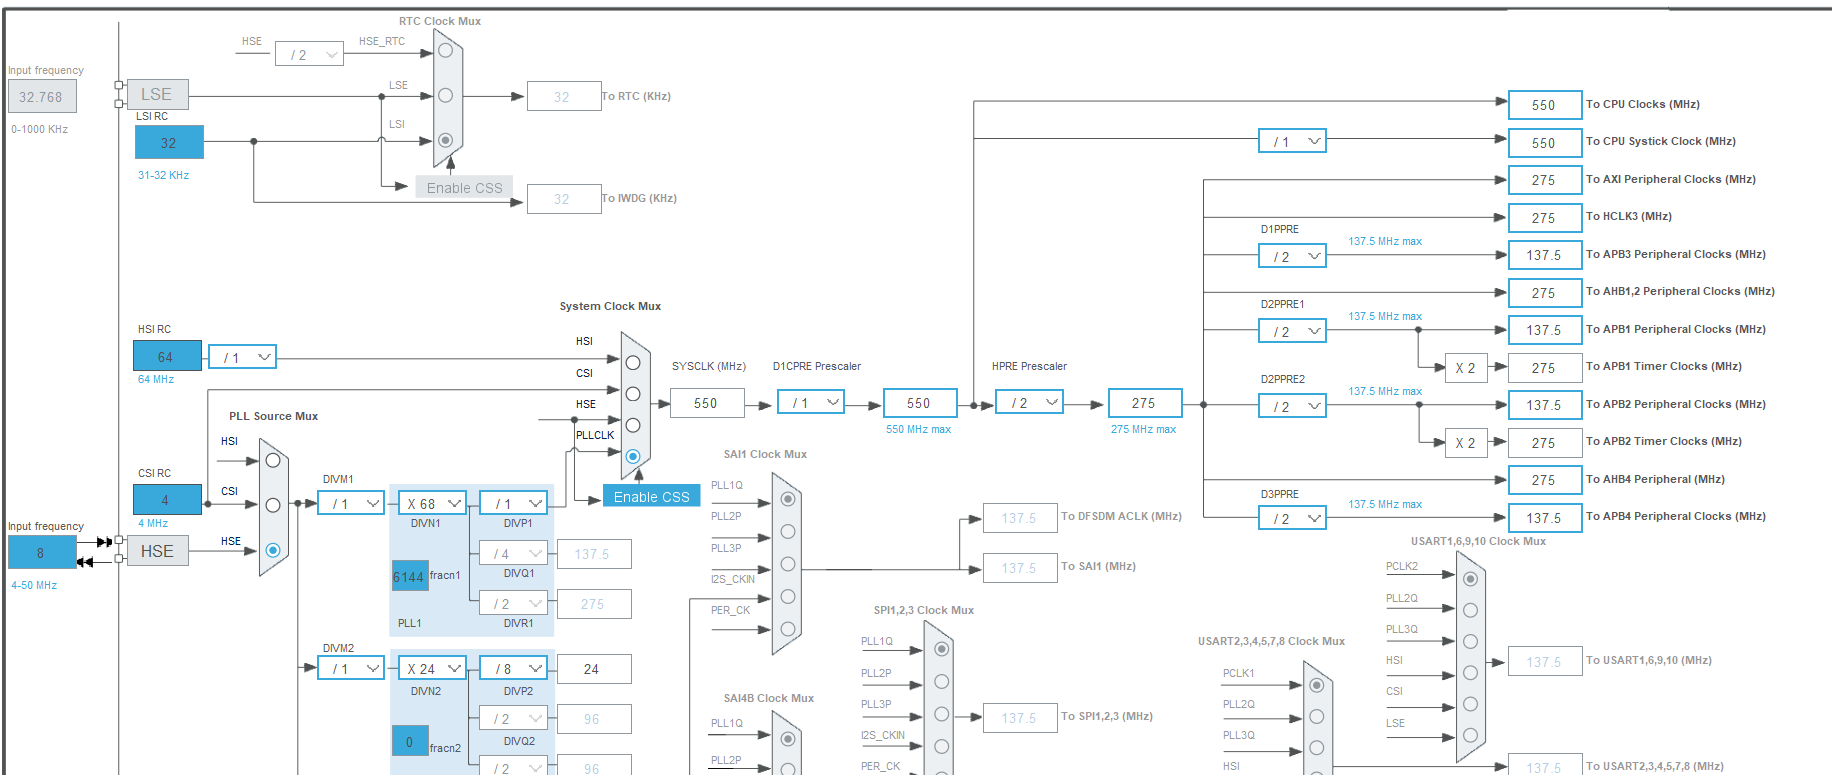 RTC Clock Mux
HSE
/ 2
HSE_RTC
Input frequency
32.768
0-1000 KHz
LSE
LSE
32
To RTC (KHz)
LSI RC
32
31-32 KHz
LSI
Enable CSS
32
To IWDG (KHz)
550
To CPU Clocks (MHz)
/ 1
550
To CPU Systick Clock (MHz)
275
To AXI Peripheral Clocks (MHz)
275
To HCLK3 (MHz)
D1PPRE
/ 2
137.5 MHz max
137.5
To APB3 Peripheral Clocks (MHz)
275
To AHB1,2 Peripheral Clocks (MHz)
D2PPRE1
/ 2
137.5 MHz max
137.5
To APB1 Peripheral Clocks (MHz)
X 2
275
To APB1 Timer Clocks (MHz)
D2PPRE2
/ 2
137.5 MHz max
137.5
To APB2 Peripheral Clocks (MHz)
X 2
275
To APB2 Timer Clocks (MHz)
275
To AHB4 Peripheral (MHz)
D3PPRE
/ 2
137.5 MHz max
137.5
To APB4 Peripheral Clocks (MHz)
System Clock Mux
HSI RC
64
64 MHz
/ 1
HSI
CSI
HSE
PLLCLK
Enable CSS
SYSCLK (MHz)
550
D1CPRE Prescaler
/ 1
550
550 MHz max
HPRE Prescaler
/ 2
275
275 MHz max
PLL Source Mux
HSI
CSI RC
4
4 MHz
CSI
Input frequency
8
4-50 MHz
HSE
HSE
DIVM1
/ 1
X 68
DIVN1
/ 1
DIVP1
/ 4
137.5
DIVQ1
6144
fracn1
/ 2
275
DIVR1
PLL1
DIVM2
/ 1
X 24
DIVN2
/ 8
24
DIVP2
/ 2
96
DIVQ2
0
fracn2
/ 2
96
SAI1 Clock Mux
PLL1Q
PLL2P
PLL3P
I2S_CKIN
PER_CK
137.5
To DFSDM ACLK (MHz)
137.5
To SAI1 (MHz)
SAI4B Clock Mux
PLL1Q
PLL2P
SPI1,2,3 Clock Mux
PLL1Q
PLL2P
PLL3P
I2S_CKIN
PER_CK
137.5
To SPI1,2,3 (MHz)
USART2,3,4,5,7,8 Clock Mux
PCLK1
PLL2Q
PLL3Q
HSI
USART1,6,9,10 Clock Mux
PCLK2
PLL2Q
PLL3Q
HSI
CSI
LSE
137.5
To USART1,6,9,10 (MHz)
137.5
To USART2,3,4,5,7,8 (MHz)